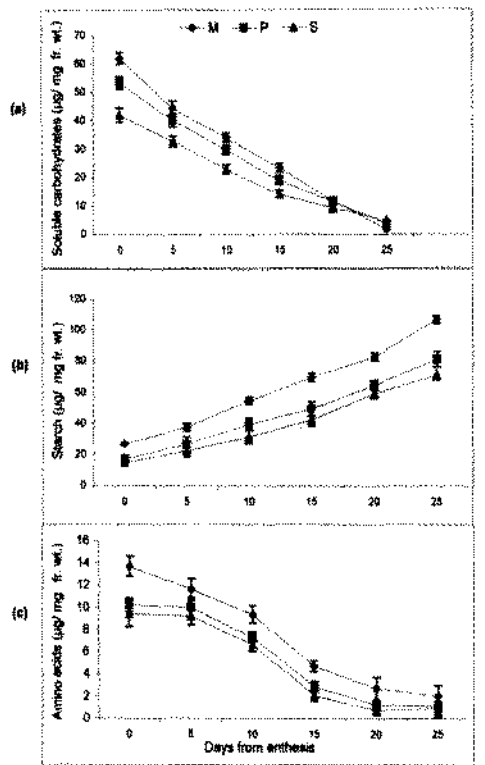 M P S
(a)
Soluble carbohydrates (µg/ mg fr. wt.)
70
60
50
40
30
20
10
0
0 5 10 15 20 25
(b)
Starch (µg/ mg fr. wt.)
120
100
80
60
40
20
0
0 5 10 15 20 25
(c)
Amino acids (µg/ mg fr. wt.)
16
14
12
10
8
6
4
2
0
0 5 10 15 20 25
Days from anthesis